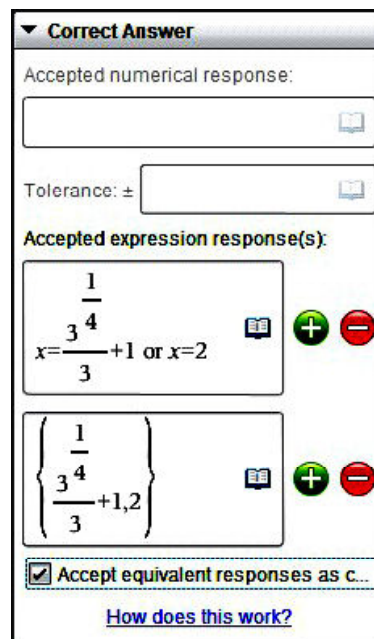 Correct Answer
Accepted numerical response:
Tolerance: ±
Accepted expression response(s):
x=3^(1/4)/3+1 or x=2
{3^(1/4)/3+1,2}
Accept equivalent responses as c...
How does this work?